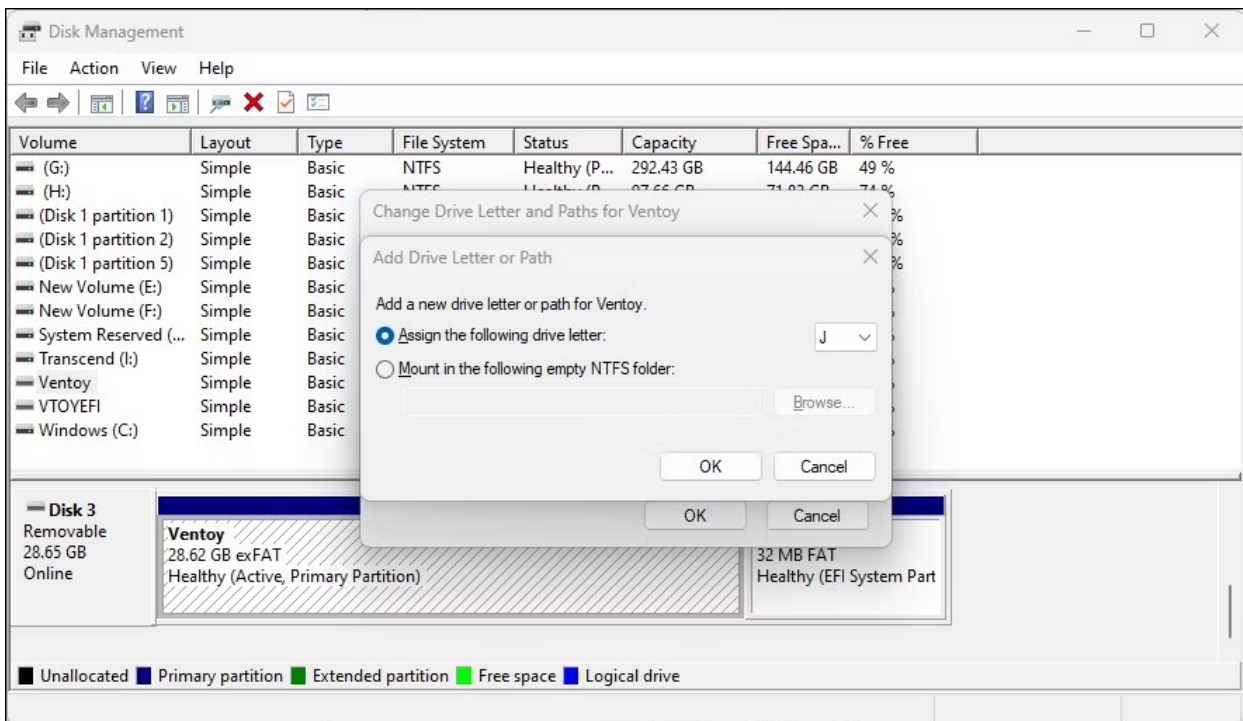 Disk Management
File Action View Help
Volume Layout Type File System Status Capacity Free Spa... % Free
(G:) Simple Basic NTFS Healthy (P... 292.43 GB 144.46 GB 49 %
(H:) Simple Basic
(Disk 1 partition 1) Simple Basic %
(Disk 1 partition 2) Simple Basic %
(Disk 1 partition 5) Simple Basic %
New Volume (E:) Simple Basic
New Volume (F:) Simple Basic
System Reserved (... Simple Basic
Transcend (I:) Simple Basic
Ventoy Simple Basic
VTOYEFI Simple Basic
Windows (C:) Simple Basic
Change Drive Letter and Paths for Ventoy
Add Drive Letter or Path
Add a new drive letter or path for Ventoy.
Assign the following drive letter: J
Mount in the following empty NTFS folder:
Browse...
OK Cancel
OK Cancel
Disk 3
Removable
28.65 GB
Online
Ventoy
28.62 GB exFAT
Healthy (Active, Primary Partition)
32 MB FAT
Healthy (EFI System Part
Unallocated Primary partition Extended partition Free space Logical drive